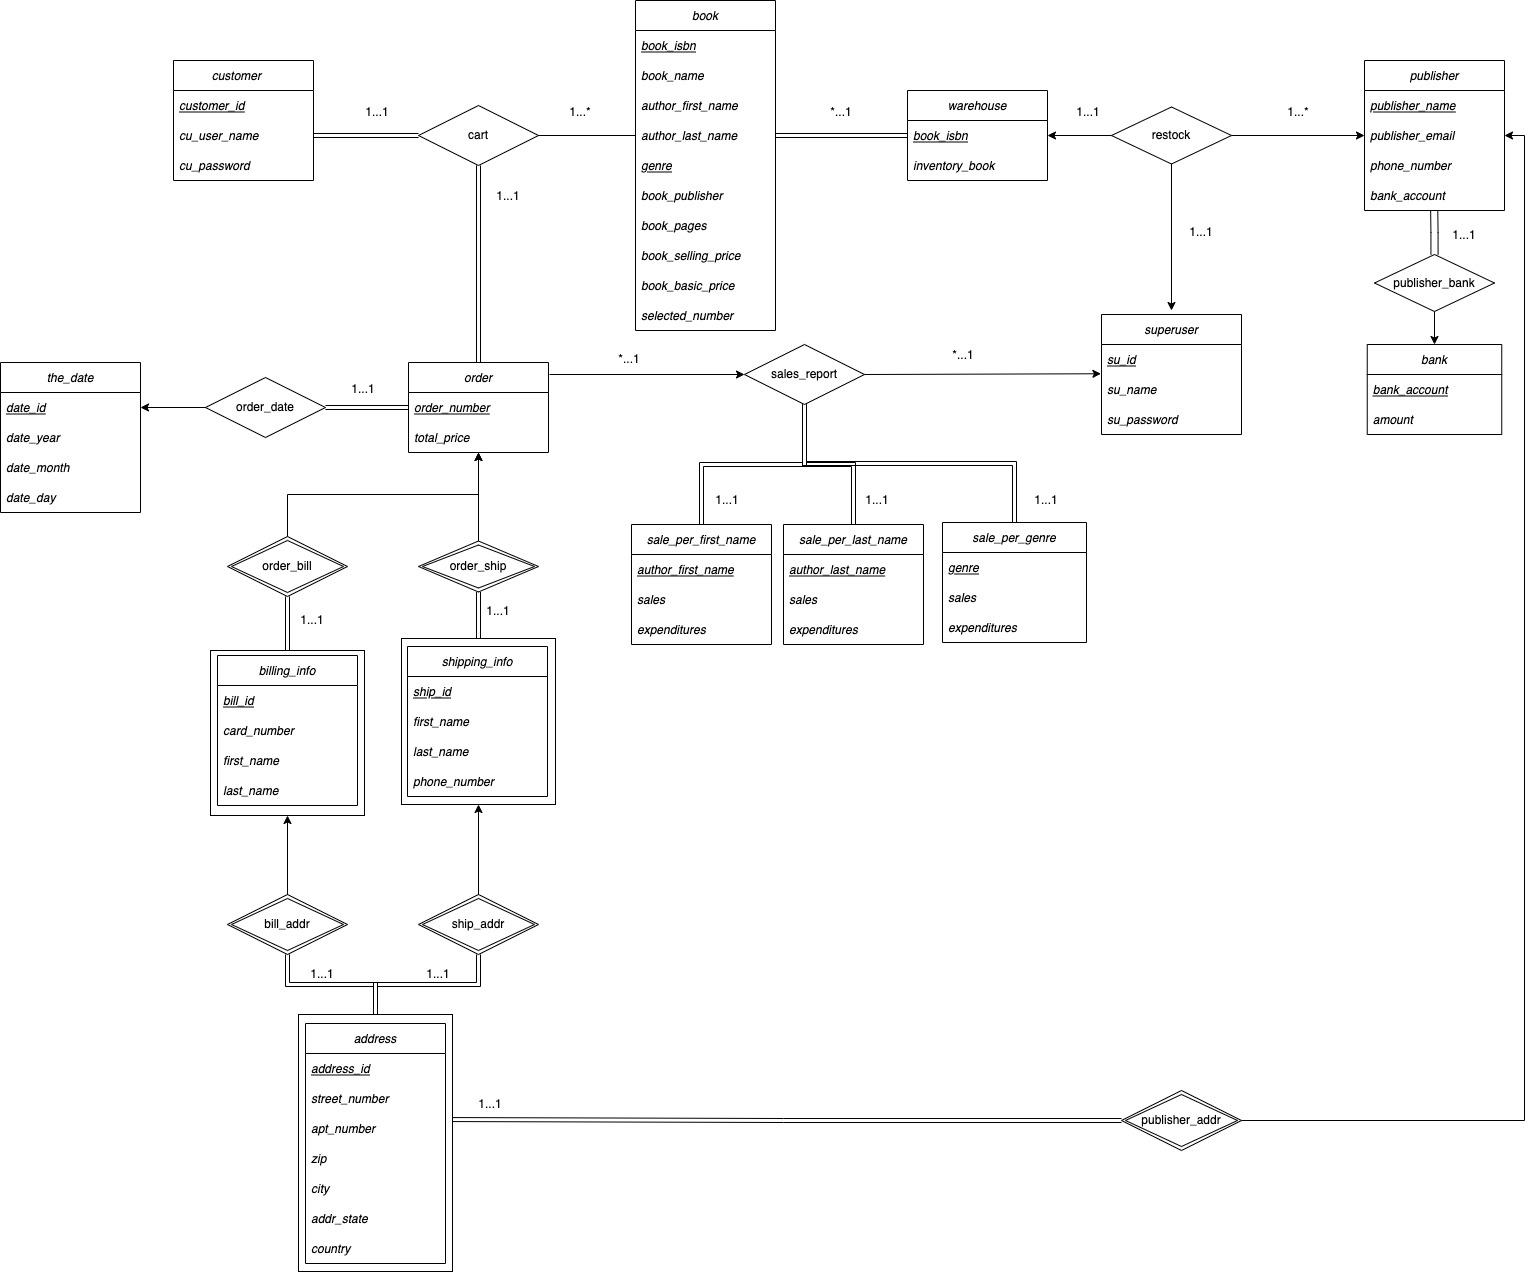 book
book_isbn
book_name
author_first_name
author_last_name
genre
book_publisher
book_pages
book_selling_price
book_basic_price
selected_number
customer
customer_id
cu_user_name
cu_password
1...1
cart
1...*
1...1
*...1
warehouse
book_isbn
inventory_book
1...1
restock
1...*
1...1
publisher
publisher_name
publisher_email
phone_number
bank_account
1...1
publisher_bank
bank
bank_account
amount
superuser
su_id
su_name
su_password
the_date
date_id
date_year
date_month
date_day
order_date
1...1
order
order_number
total_price
*...1
sales_report
*...1
1...1
1...1
1...1
sale_per_first_name
author_first_name
sales
expenditures
sale_per_last_name
author_last_name
sales
expenditures
sale_per_genre
genre
sales
expenditures
order_bill
order_ship
1...1
1...1
billing_info
bill_id
card_number
first_name
last_name
shipping_info
ship_id
first_name
last_name
phone_number
bill_addr
ship_addr
1...1
1...1
address
address_id
street_number
apt_number
zip
city
addr_state
country
1...1
publisher_addr